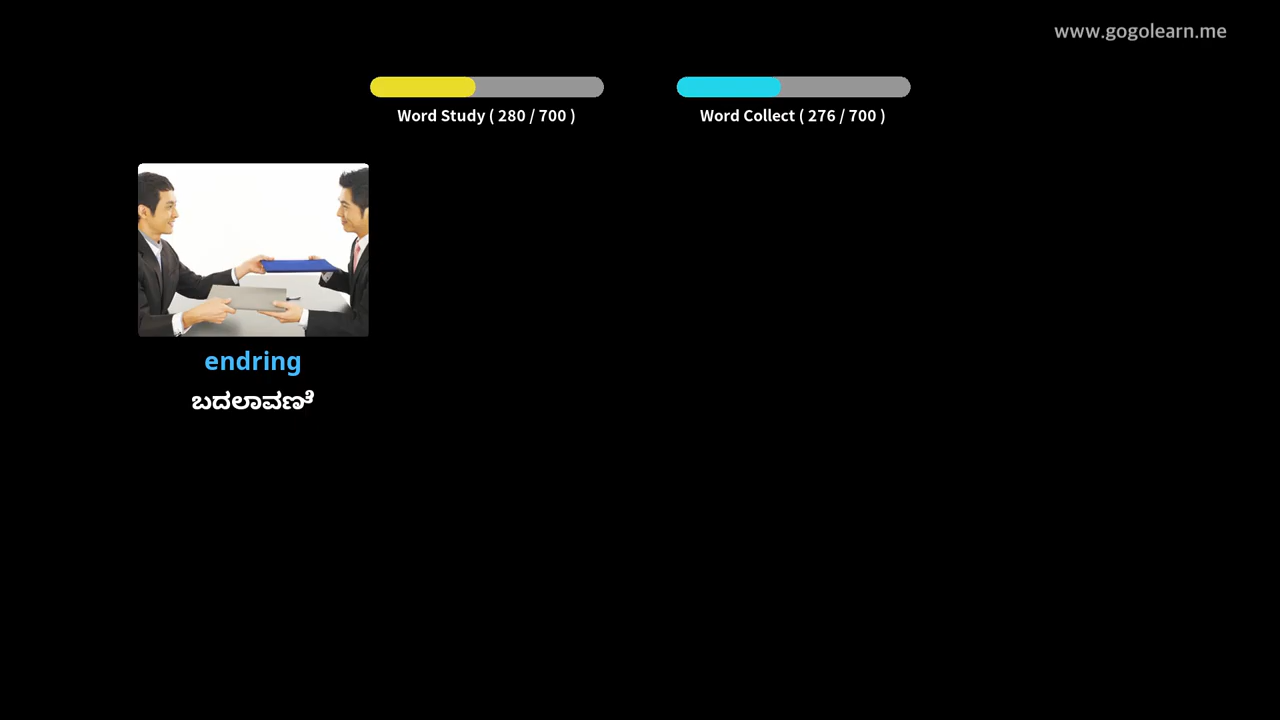 www.gogolearn.me
Word Study ( 280 / 700 )
Word Collect ( 276 / 700 )
endring
ಬದಲಾವಣೆ